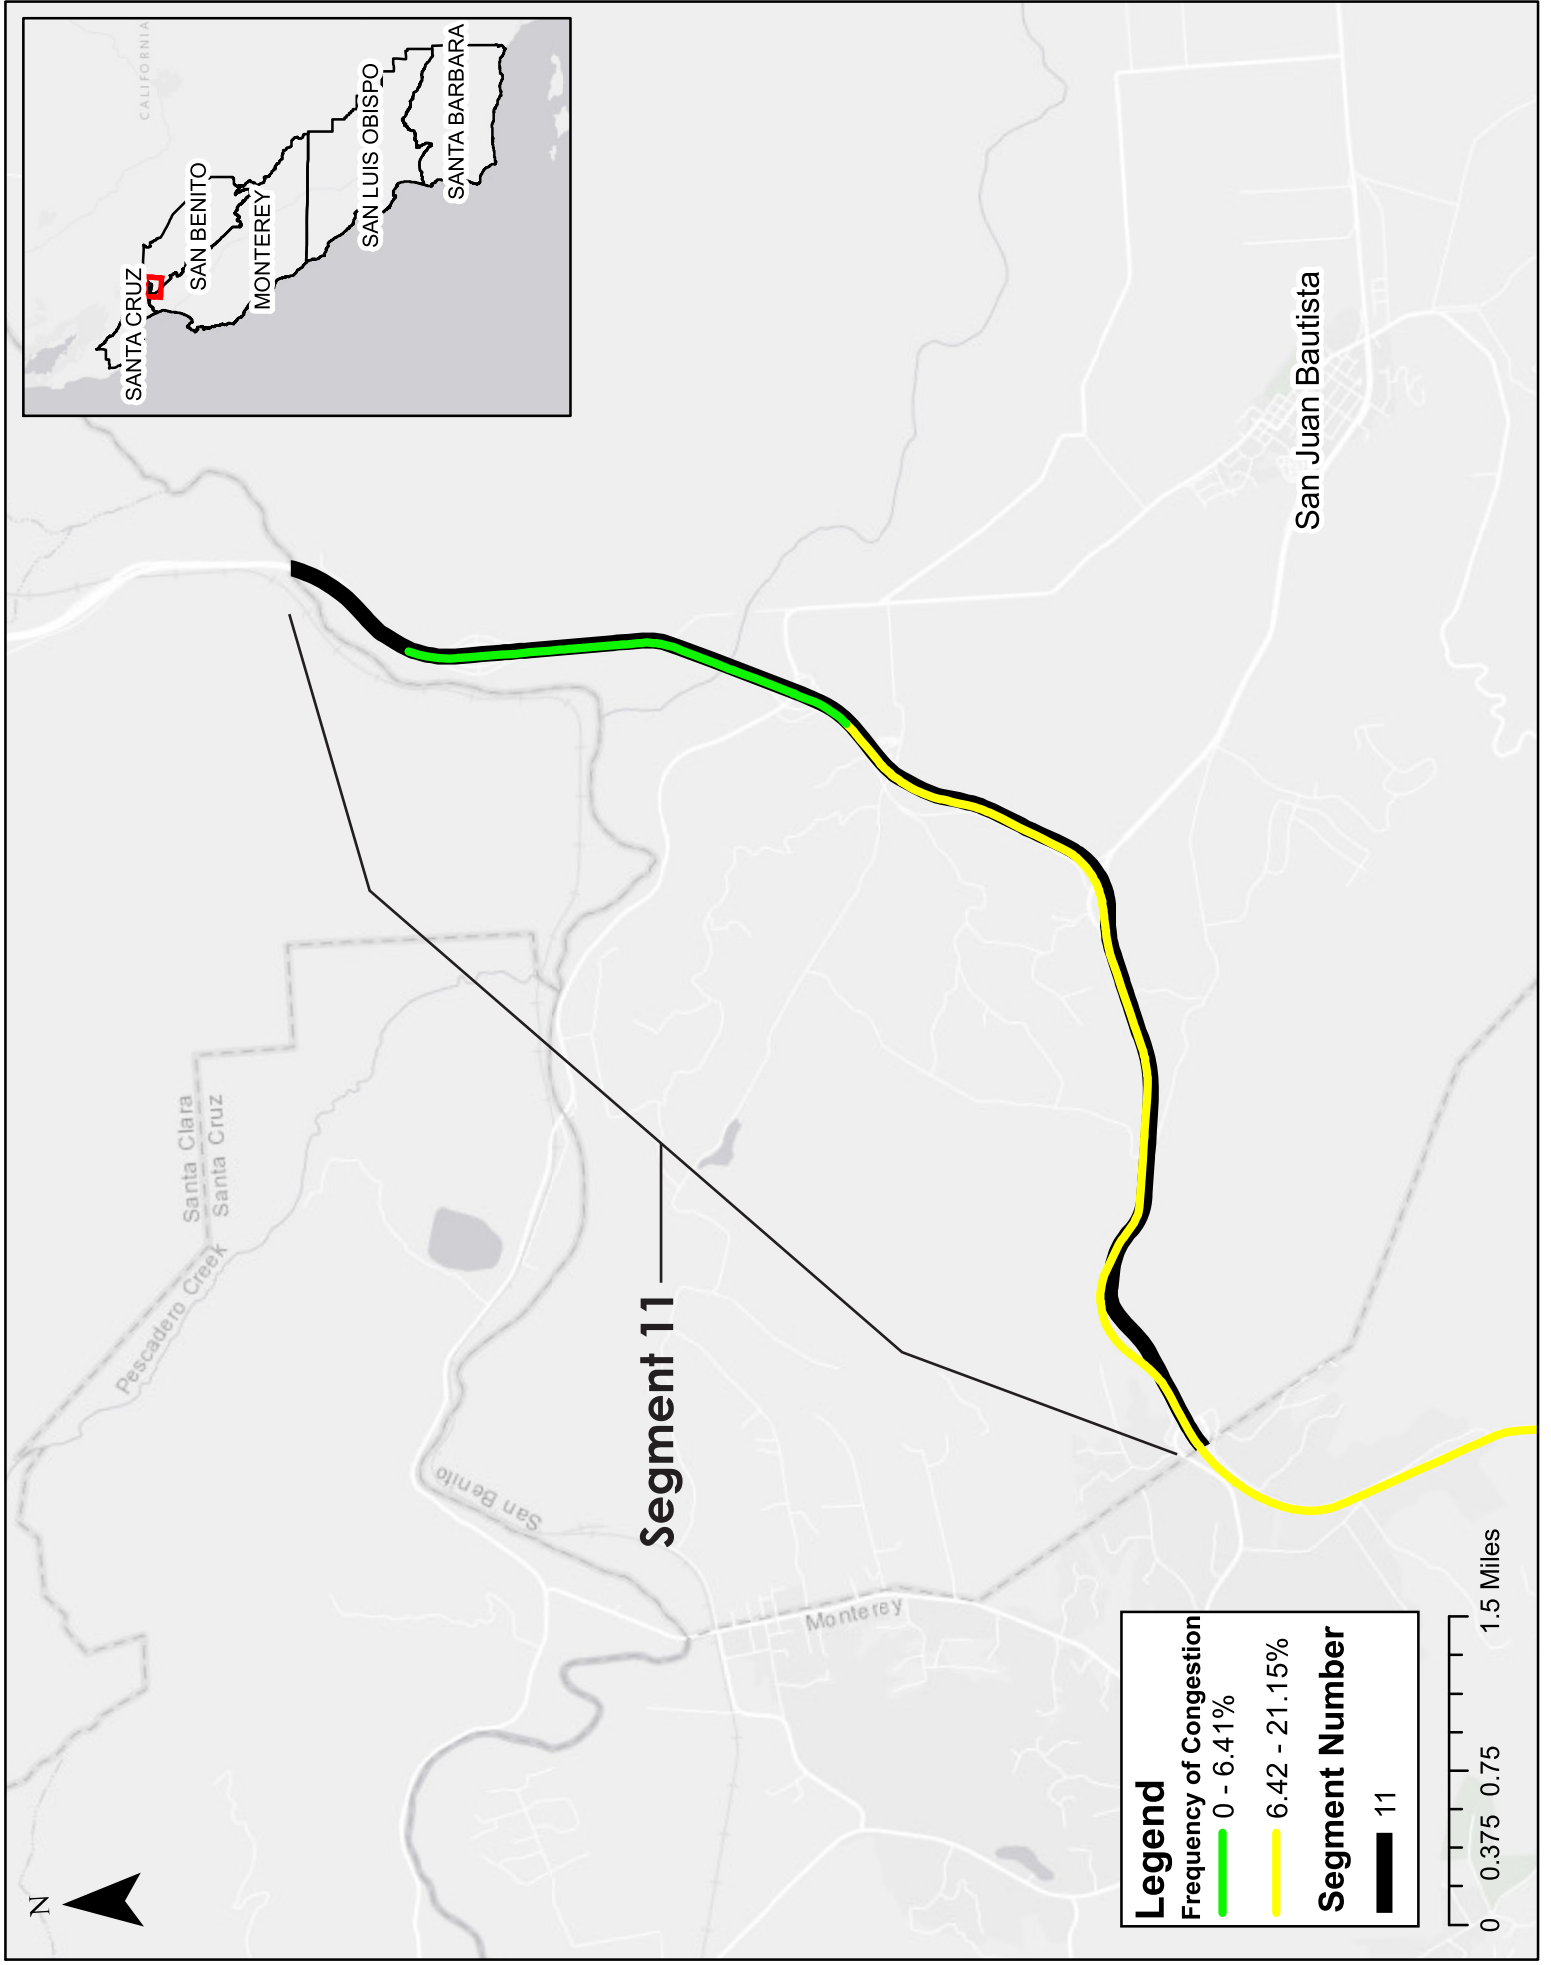 N
Santa Clara
Santa Cruz
Pescadero Creek
San Benito
Monterey
Segment 11
San Juan Bautista
CALIFORNIA
SANTA CRUZ
SAN BENITO
MONTEREY
SAN LUIS OBISPO
SANTA BARBARA
Legend
Frequency of Congestion
0 - 6.41%
6.42 - 21.15%
Segment Number
11
0 0.375 0.75 1.5 Miles